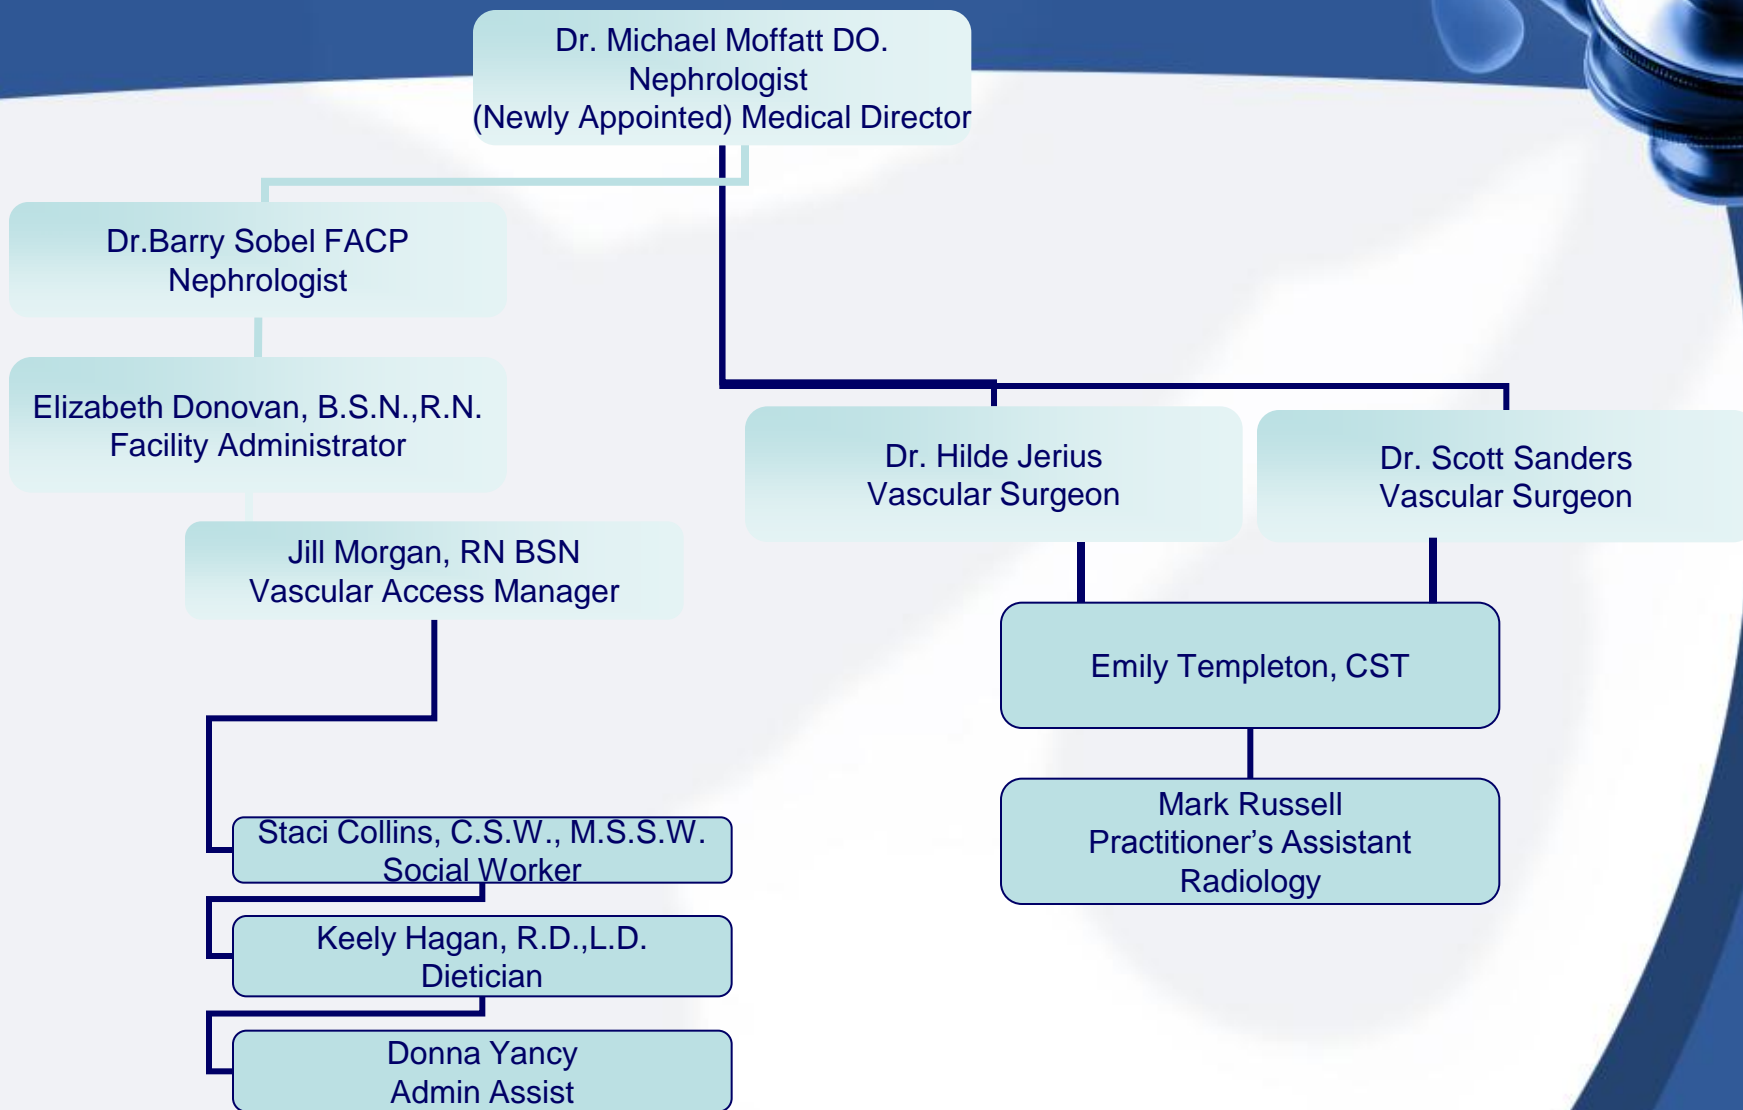 Dr. Michael Moffatt DO.
Nephrologist
(Newly Appointed) Medical Director
Dr.Barry Sobel FACP
Nephrologist
Elizabeth Donovan, B.S.N.,R.N.
Facility Administrator
Jill Morgan, RN BSN
Vascular Access Manager
Staci Collins, C.S.W., M.S.S.W.
Social Worker
Keely Hagan, R.D.,L.D.
Dietician
Donna Yancy
Admin Assist
Dr. Hilde Jerius
Vascular Surgeon
Dr. Scott Sanders
Vascular Surgeon
Emily Templeton, CST
Mark Russell
Practitioner’s Assistant
Radiology